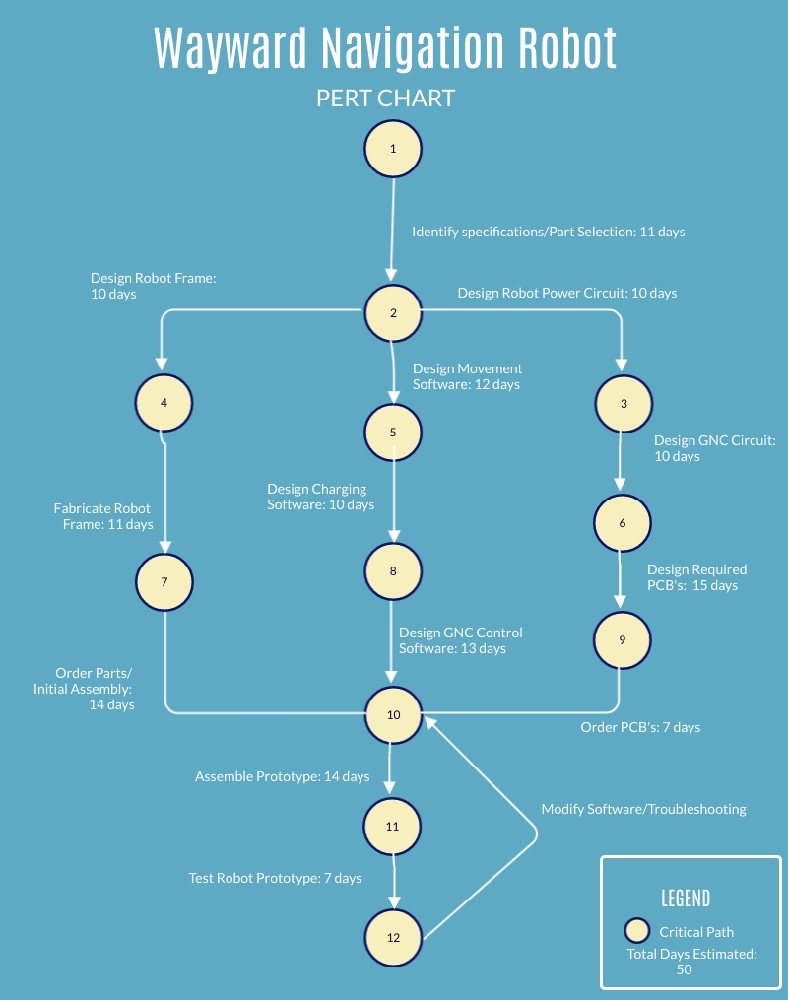 Wayward Navigation Robot
PERT CHART
1
Identify specifications/Part Selection: 11 days
Design Robot Frame:
10 days
Design Robot Power Circuit: 10 days
2
Design Movement
Software: 12 days
4
5
3
Design GNC Circuit:
10 days
Design Charging
Software: 10 days
Fabricate Robot
Frame: 11 days
6
7
8
Design Required
PCB's: 15 days
Design GNC Control
Software: 13 days
9
Order Parts/
Initial Assembly:
14 days
10
Order PCB's: 7 days
Assemble Prototype: 14 days
Modify Software/Troubleshooting
11
Test Robot Prototype: 7 days
12
LEGEND
Critical Path
Total Days Estimated:
50